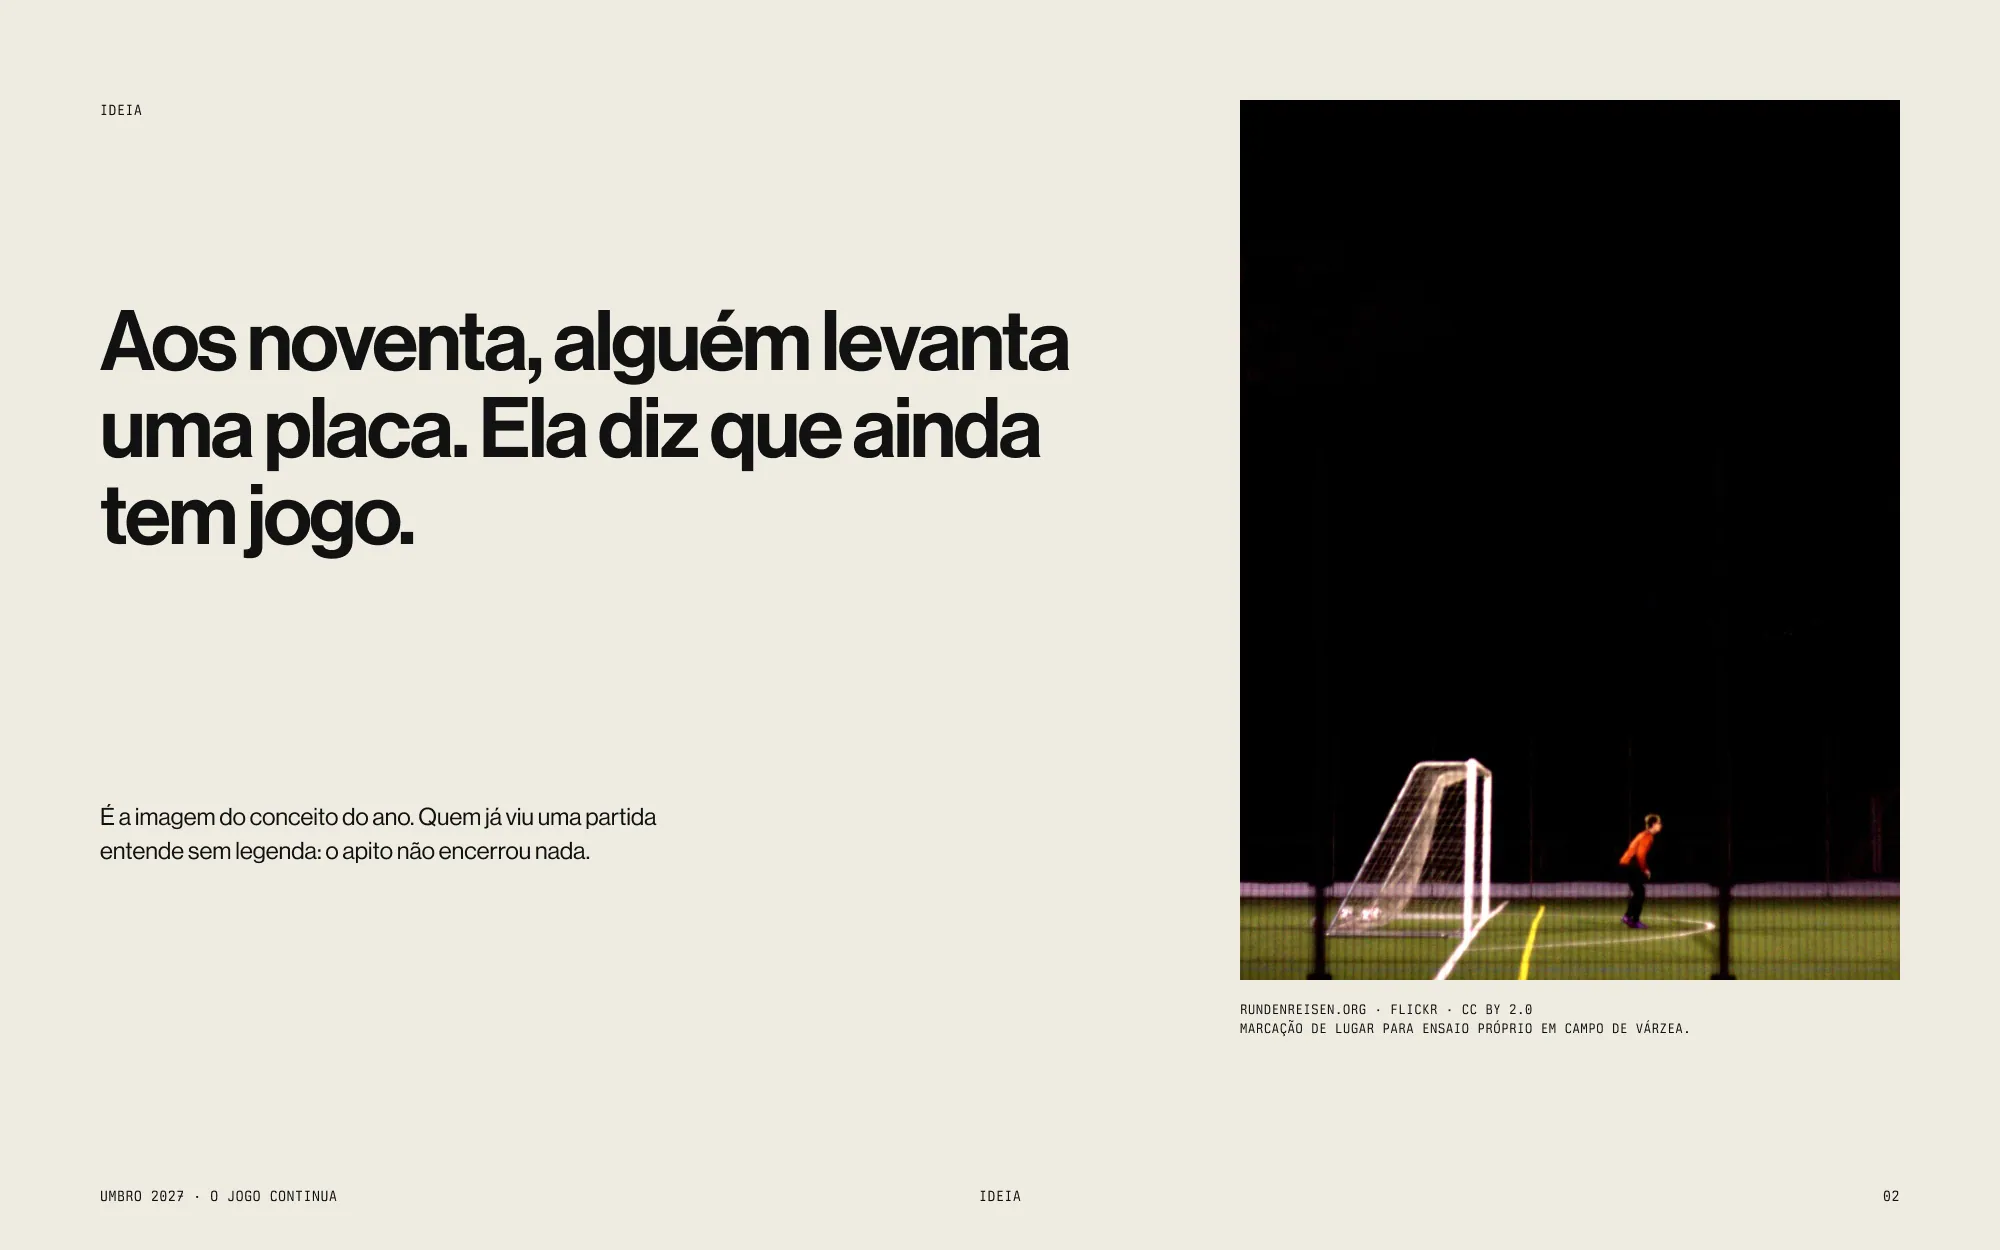 IDEIA
Aos noventa, alguém levanta
uma placa. Ela diz que ainda
tem jogo.
É a imagem do conceito do ano. Quem já viu uma partida
entende sem legenda: o apito não encerrou nada.
RUNDENREISEN.ORG · FLICKR · CC BY 2.0
MARCAÇÃO DE LUGAR PARA ENSAIO PRÓPRIO EM CAMPO DE VÁRZEA.
UMBRO 2027 · O JOGO CONTINUA
IDEIA
02